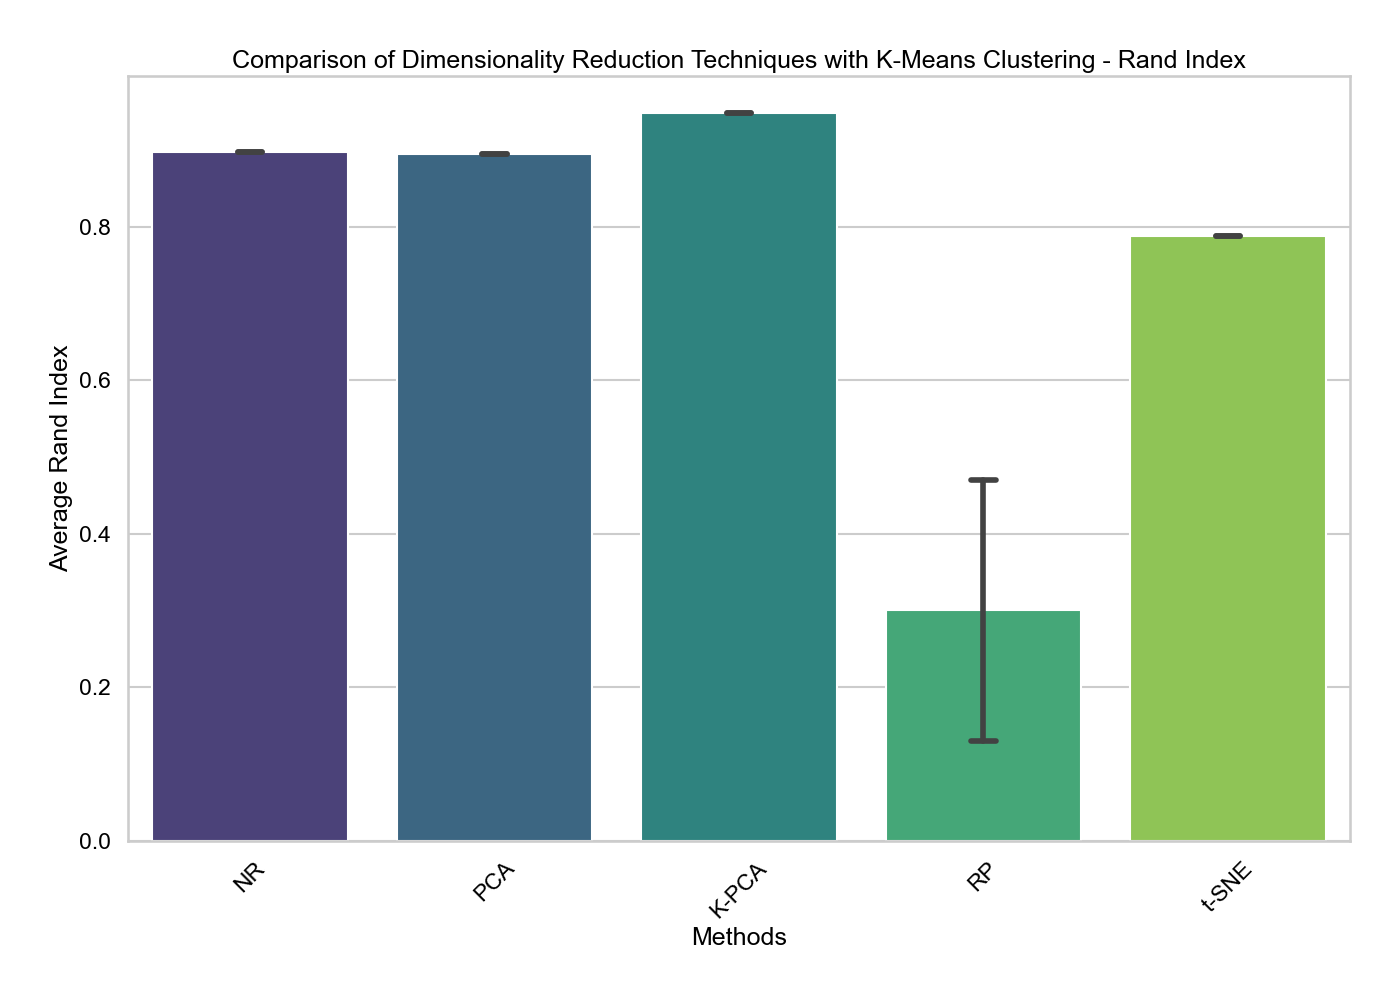 Comparison of Dimensionality Reduction Techniques with K-Means Clustering - Rand Index
Average Rand Index
0.8
0.6
0.4
0.2
0.0
NR
PCA
K-PCA
RP
t-SNE
Methods